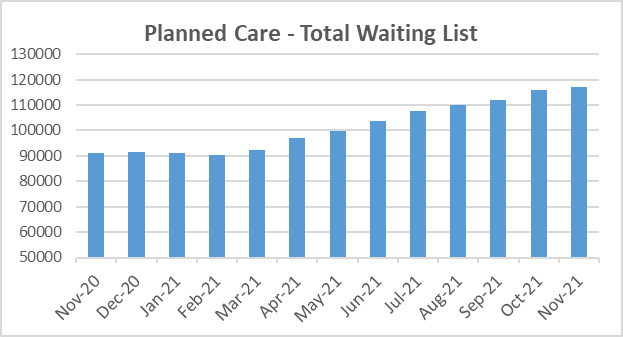 Planned Care - Total Waiting List
130000
120000
110000
100000
90000
80000
70000
60000
50000
Nov-20
Dec-20
Jan-21
Feb-21
Mar-21
Apr-21
May-21
Jun-21
Jul-21
Aug-21
Sep-21
Oct-21
Nov-21